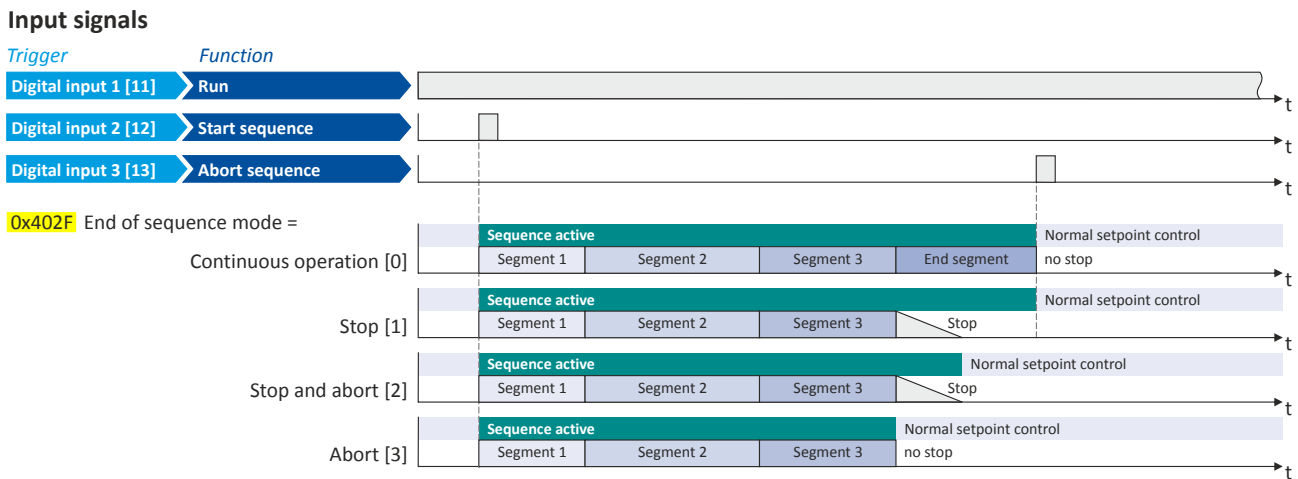 Input signals
Trigger Function
Digital input 1 [11] Run
t
Digital input 2 [12] Start sequence
t
Digital input 3 [13] Abort sequence
t
0x402F End of sequence mode =
Sequence active Normal setpoint control
Continuous operation [0] Segment 1 Segment 2 Segment 3 End segment no stop
t
Sequence active Normal setpoint control
Stop [1] Segment 1 Segment 2 Segment 3 Stop
t
Sequence active Normal setpoint control
Stop and abort [2] Segment 1 Segment 2 Segment 3 Stop
t
Sequence active Normal setpoint control
Abort [3] Segment 1 Segment 2 Segment 3 no stop
t